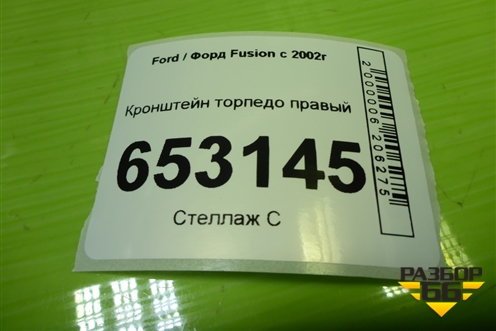 Ford / Форд Fusion с 2002г
Кронштейн торпедо правый
653145
Стеллаж С
2000006206275
РАЗБОР
66